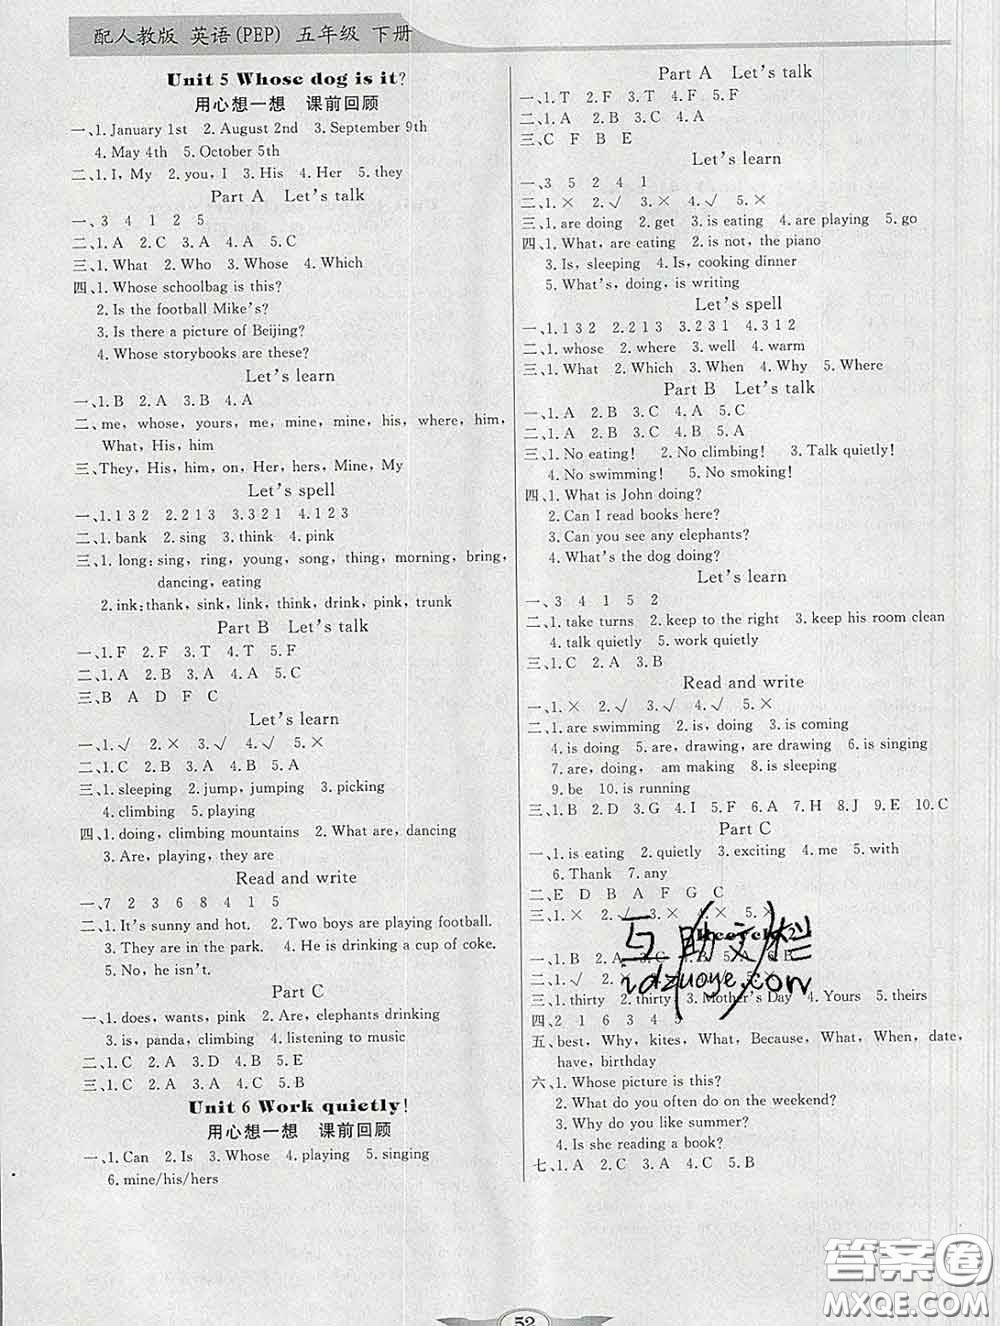 配人教版 英语(PEP) 五年级 下册
Unit 5 Whose dog is it?
用心想一想 课前回顾
一、1. January 1st 2. August 2nd 3. September 9th
4. May 4th 5. October 5th
二、1. I, My 2. you, I 3. His 4. Her 5. they
Part A Let's talk
一、3 4 1 2 5
二、1. A 2. C 3. A 4. A 5. C
三、1. What 2. Who 3. Whose 4. Which
四、1. Whose schoolbag is this?
2. Is the football Mike's?
3. Is there a picture of Beijing?
4. Whose storybooks are these?
Let's learn
一、1. B 2. A 3. B 4. A
二、me, whose, yours, me, mine, mine, his, where, him,
What, His, him
三、They, His, him, on, Her, hers, Mine, My
Let's spell
一、1. 1 3 2 2. 2 1 3 3. 3 2 1 4. 1 2 3
二、1. bank 2. sing 3. think 4. pink
三、1. long: sing, ring, young, song, thing, morning, bring,
dancing, eating
2. ink: thank, sink, link, think, drink, pink, trunk
Part B Let's talk
一、1. F 2. F 3. T 4. T 5. F
二、1. A 2. B 3. A 4. A 5. C
三、B A D F C
Let's learn
一、1. √ 2. × 3. √ 4. √ 5. ×
二、1. C 2. B 3. A 4. B 5. A
三、1. sleeping 2. jump, jumping 3. picking
4. climbing 5. playing
四、1. doing, climbing mountains 2. What are, dancing
3. Are, playing, they are
Read and write
一、7 2 3 6 8 4 1 5
二、1. It's sunny and hot. 2. Two boys are playing football.
3. They are in the park. 4. He is drinking a cup of coke.
5. No, he isn't.
Part C
一、1. does, wants, pink 2. Are, elephants drinking
3. is, panda, climbing 4. listening to music
二、1. C 2. A 3. D 4. B 5. E
三、1. C 2. A 3. A 4. C 5. B
Unit 6 Work quietly!
用心想一想 课前回顾
一、1. Can 2. Is 3. Whose 4. playing 5. singing
6. mine/his/hers
Part A Let's talk
一、1. T 2. F 3. T 4. F 5. F
二、1. A 2. B 3. C 4. A 5. C
三、C F B E
Let's learn
一、3 5 2 4 1
二、1. × 2. √ 3. × 4. √ 5. ×
三、1. are doing 2. get 3. is eating 4. are playing 5. go
四、1. What, are eating 2. is not, the piano
3. Is, sleeping 4. Is, cooking dinner
5. What's, doing, is writing
Let's spell
一、1. 1 3 2 2. 2 1 3 3. 2 3 1 4. 3 1 2
二、1. whose 2. where 3. well 4. warm
三、1. What 2. Which 3. When 4. Why 5. Where
Part B Let's talk
一、1. A 2. B 3. C 4. A 5. C
二、1. C 2. A 3. C 4. B 5. A
三、1. No eating! 2. No climbing! 3. Talk quietly!
4. No swimming! 5. No smoking!
四、1. What is John doing?
2. Can I read books here?
3. Can you see any elephants?
4. What's the dog doing?
Let's learn
一、3 4 1 5 2
二、1. take turns 2. keep to the right 3. keep his room clean
4. talk quietly 5. work quietly
三、1. C 2. A 3. B
Read and write
一、1. × 2. √ 3. √ 4. √ 5. ×
二、1. are swimming 2. is, doing 3. is coming
4. is doing 5. are, drawing, are drawing 6. is singing
7. are, doing, am making 8. is sleeping
9. be 10. is running
三、1. B 2. D 3. G 4. I 5. F 6. A 7. H 8. J 9. E 10. C
Part C
一、1. is eating 2. quietly 3. exciting 4. me 5. with
6. Thank 7. any
二、E D B A F G C
三、1. × 2. √ 3. × 4. × 5. ×
一、1. B 2. A 3. C 4. B 5. A 6. B
二、1. √ 2. 5. ×
三、1. thirty 2. thirty 3. Mother's Day 4. Yours 5. theirs
四、2 1 6 3 4 5
五、best, Why, kites, What, Because, What, When, date,
have, birthday
六、1. Whose picture is this?
2. What do you often do on the weekend?
3. Why do you like summer?
4. Is she reading a book?
七、1. A 2. C 3. A 4. C 5. B
互助文栏
idzuoye.com
52
答案圈
MXQE.COM